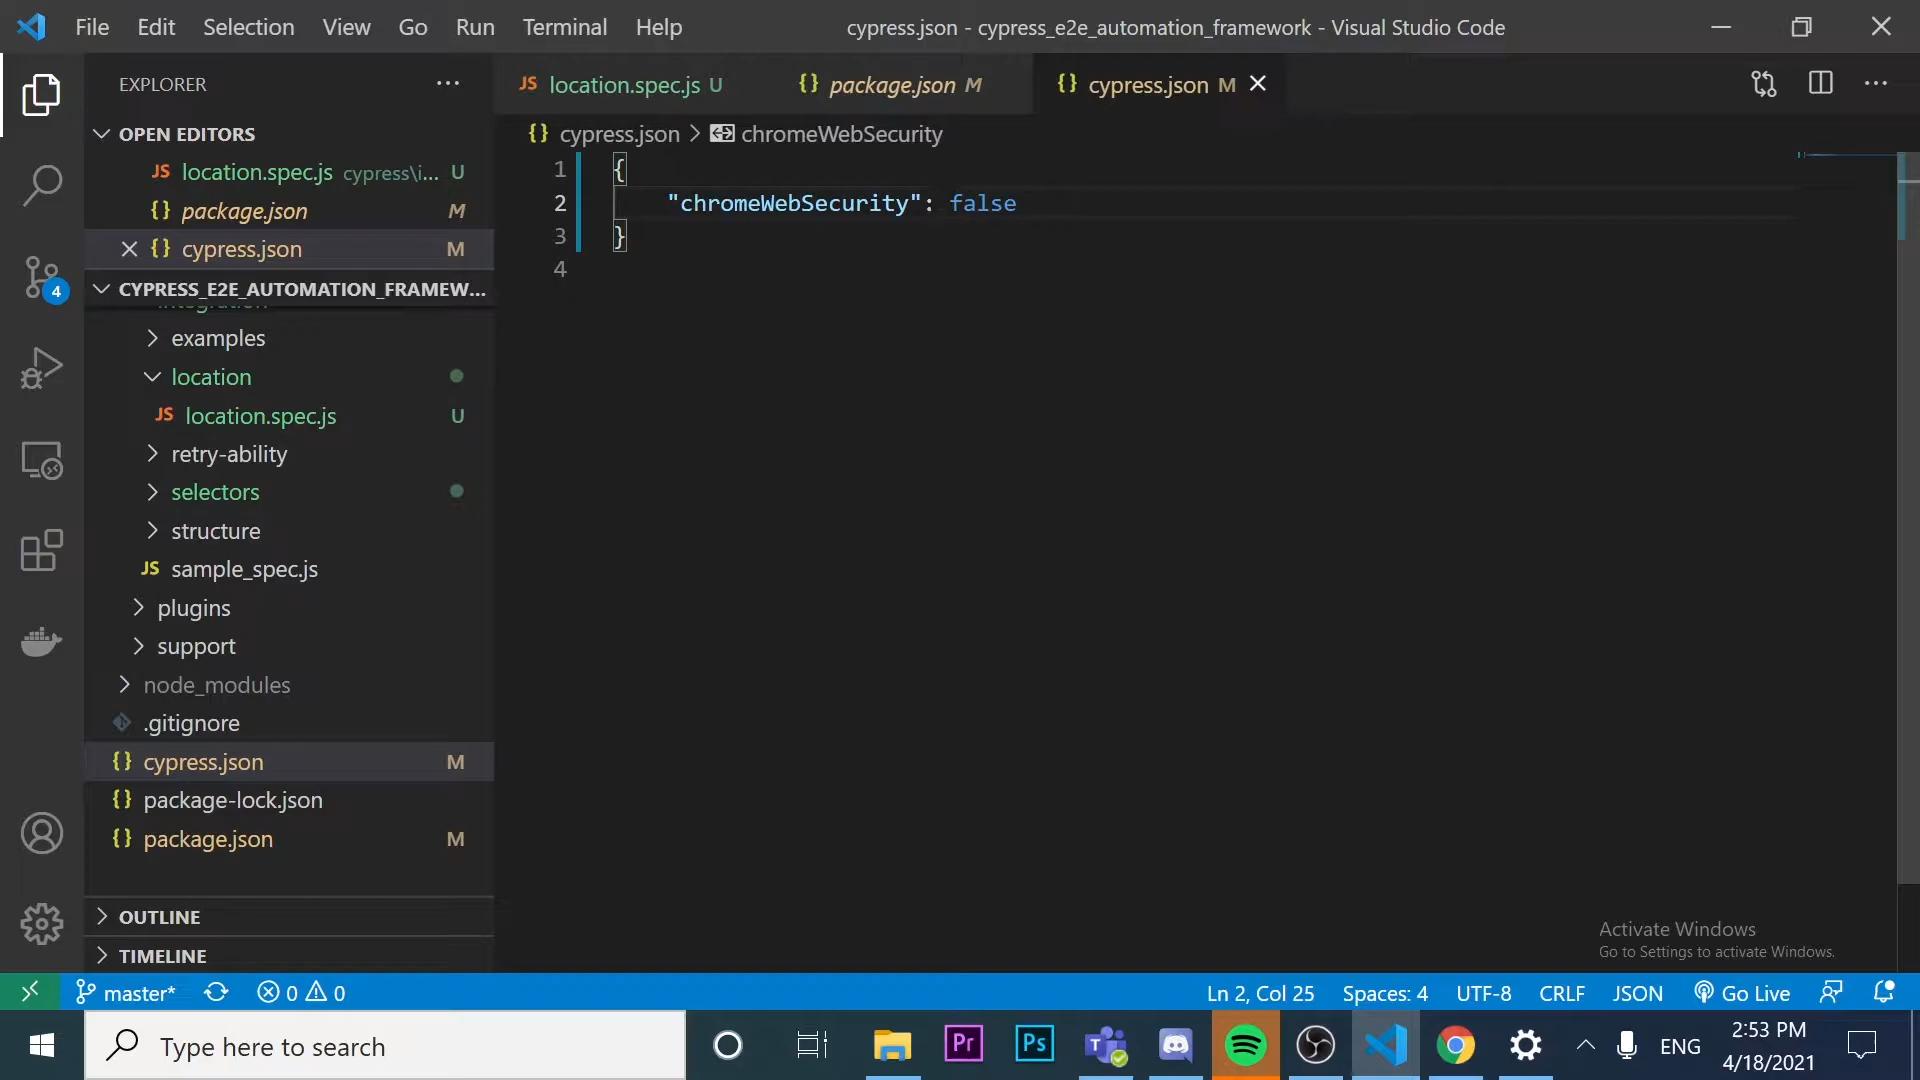 File Edit Selection View Go Run Terminal Help
cypress.json - cypress_e2e_automation_framework - Visual Studio Code
EXPLORER
OPEN EDITORS
JS location.spec.js cypress\i... U
{} package.json M
{} cypress.json M
CYPRESS_E2E_AUTOMATION_FRAMEW...
integration
examples
location
JS location.spec.js U
retry-ability
selectors
structure
JS sample_spec.js
plugins
support
node_modules
.gitignore
{} cypress.json M
{} package-lock.json
{} package.json M
OUTLINE
TIMELINE
4
JS location.spec.js U {} package.json M {} cypress.json M
{} cypress.json > chromeWebSecurity
1 {
2 "chromeWebSecurity": false
3 }
4
Activate Windows
Go to Settings to activate Windows.
master* 0 0 Ln 2, Col 25 Spaces: 4 UTF-8 CRLF JSON Go Live
Type here to search
Pr Ps T
ENG
2:53 PM
4/18/2021